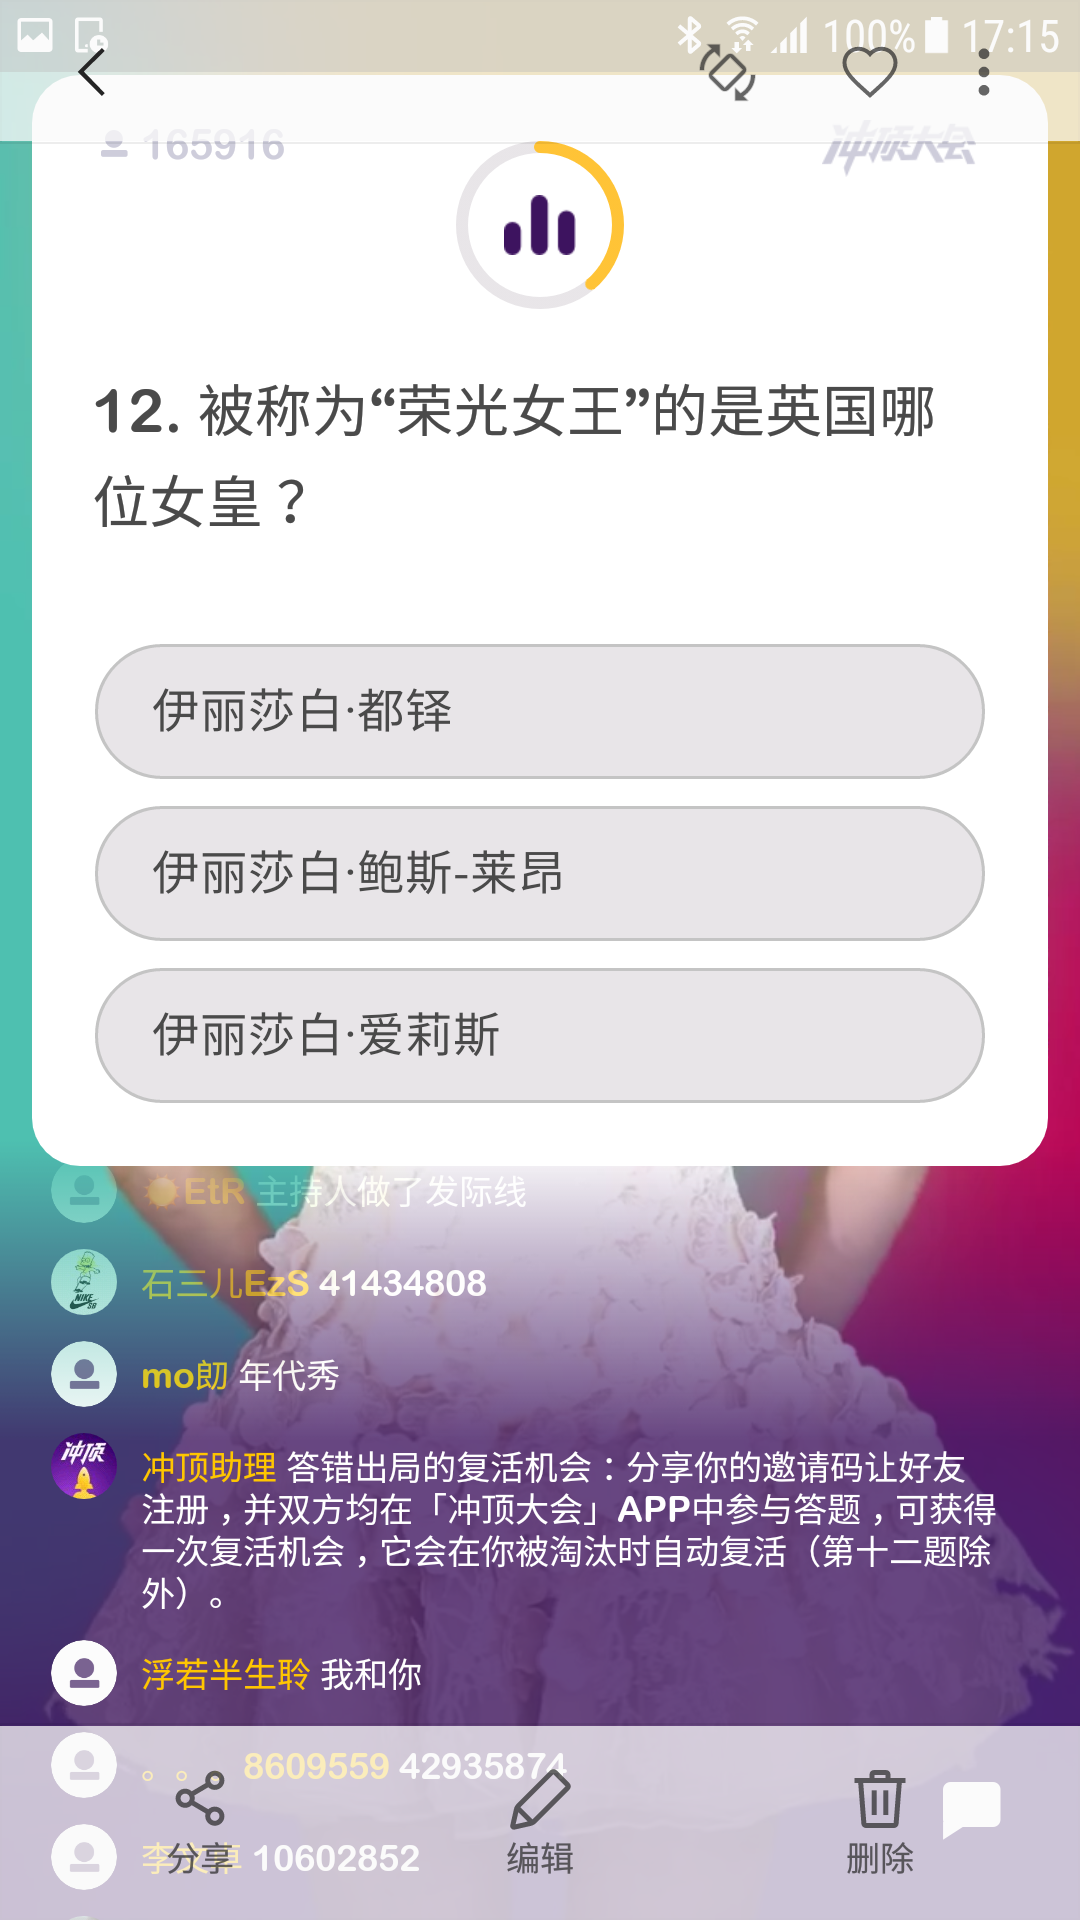 100% 17:15
165916 冲顶大会
12. 被称为“荣光女王”的是英国哪
位女皇？
伊丽莎白·都铎
伊丽莎白·鲍斯-莱昂
伊丽莎白·爱莉斯
EtR 主持人做了发际线
石三儿EzS 41434808
mo郎 年代秀
冲顶
冲顶助理 答错出局的复活机会：分享你的邀请码让好友
注册，并双方均在「冲顶大会」APP中参与答题，可获得
一次复活机会，它会在你被淘汰时自动复活（第十二题除
外）。
浮若半生聆 我和你
。。 8609559 42935874
李文卓 10602852
分享 编辑 删除